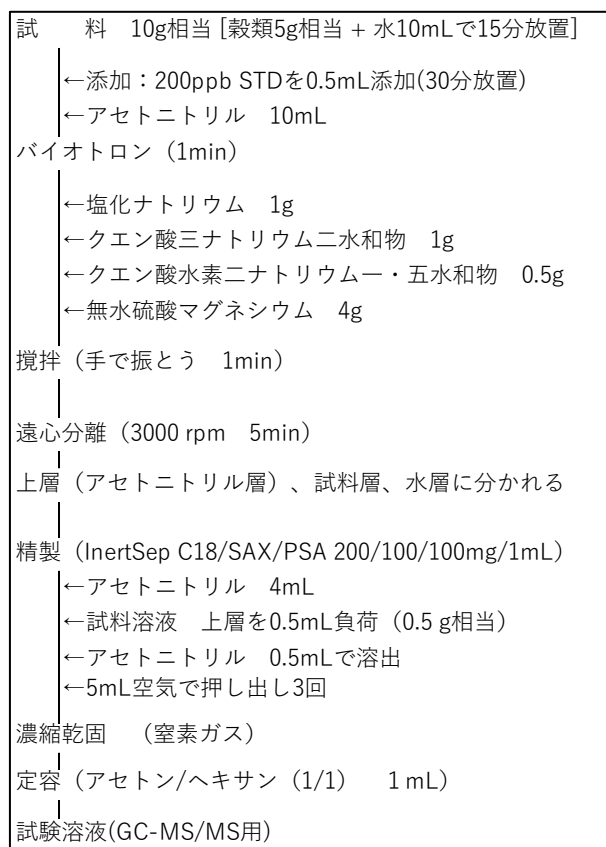 試　　料　10g相当 [穀類5g相当 + 水10mLで15分放置]
←添加：200ppb STDを0.5mL添加(30分放置)
←アセトニトリル　10mL
バイオトロン（1min）
←塩化ナトリウム　1g
←クエン酸三ナトリウム二水和物　1g
←クエン酸水素二ナトリウム一・五水和物　0.5g
←無水硫酸マグネシウム　4g
撹拌（手で振とう　1min）
遠心分離（3000 rpm　5min）
上層（アセトニトリル層）、試料層、水層に分かれる
精製（InertSep C18/SAX/PSA 200/100/100mg/1mL）
←アセトニトリル　4mL
←試料溶液　上層を0.5mL負荷（0.5 g相当）
←アセトニトリル　0.5mLで溶出
←5mL空気で押し出し3回
濃縮乾固　（窒素ガス）
定容（アセトン/ヘキサン（1/1）　1 mL）
試験溶液(GC-MS/MS用)